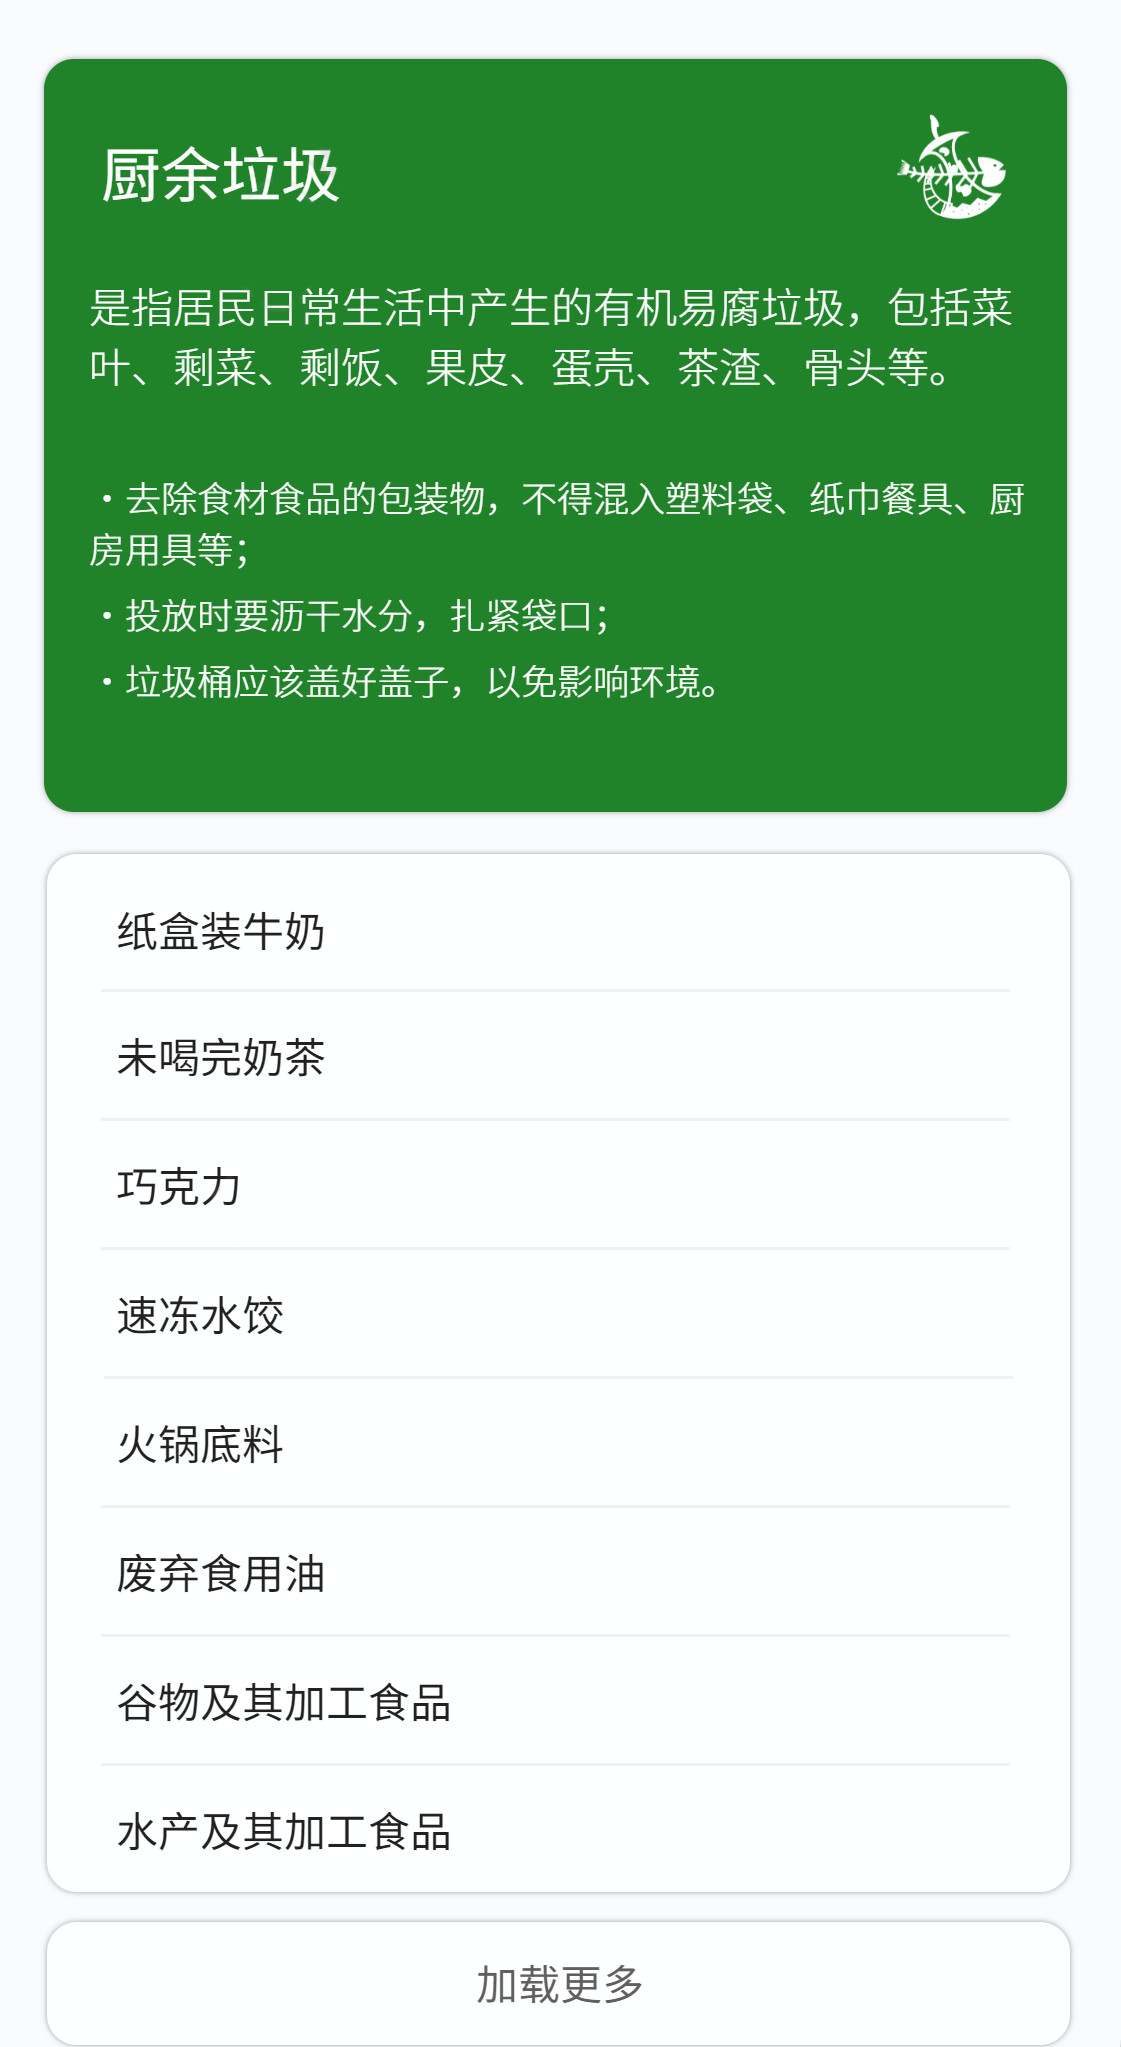 厨余垃圾
是指居民日常生活中产生的有机易腐垃圾，包括菜
叶、剩菜、剩饭、果皮、蛋壳、茶渣、骨头等。
·去除食材食品的包装物，不得混入塑料袋、纸巾餐具、厨
房用具等；
·投放时要沥干水分，扎紧袋口；
·垃圾桶应该盖好盖子，以免影响环境。
纸盒装牛奶
未喝完奶茶
巧克力
速冻水饺
火锅底料
废弃食用油
谷物及其加工食品
水产及其加工食品
加载更多